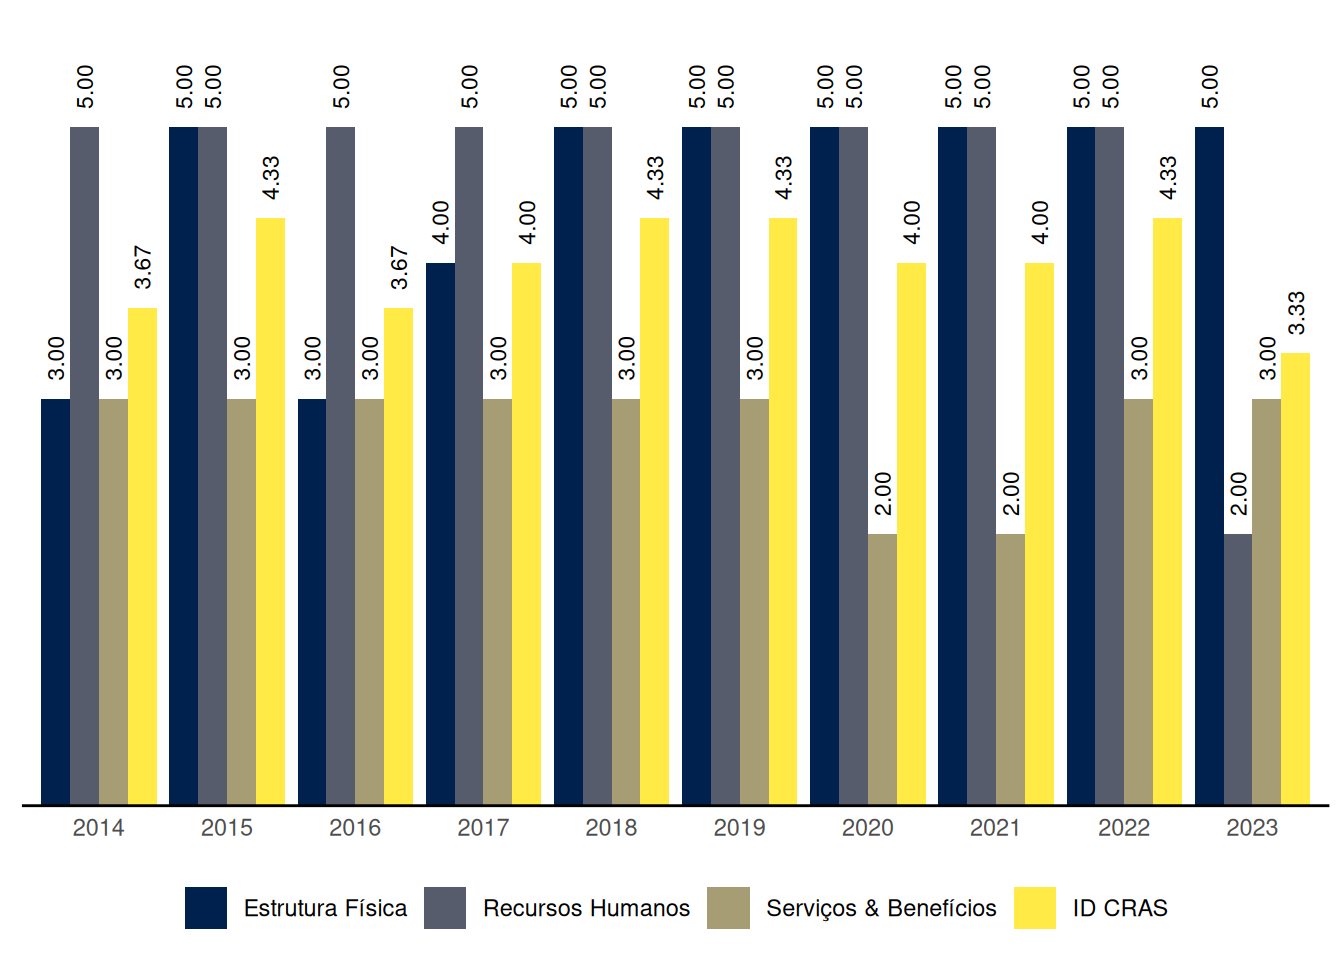 3.00 5.00 3.00 3.67 5.00 5.00 3.00 4.33 3.00 5.00 3.00 3.67 4.00 5.00 3.00 4.00 5.00 5.00 3.00 4.33 5.00 5.00 3.00 4.33 5.00 5.00 2.00 4.00 5.00 5.00 2.00 4.00 5.00 5.00 3.00 4.33 5.00 2.00 3.00 3.33
2014 2015 2016 2017 2018 2019 2020 2021 2022 2023
Estrutura Física Recursos Humanos Serviços & Benefícios ID CRAS